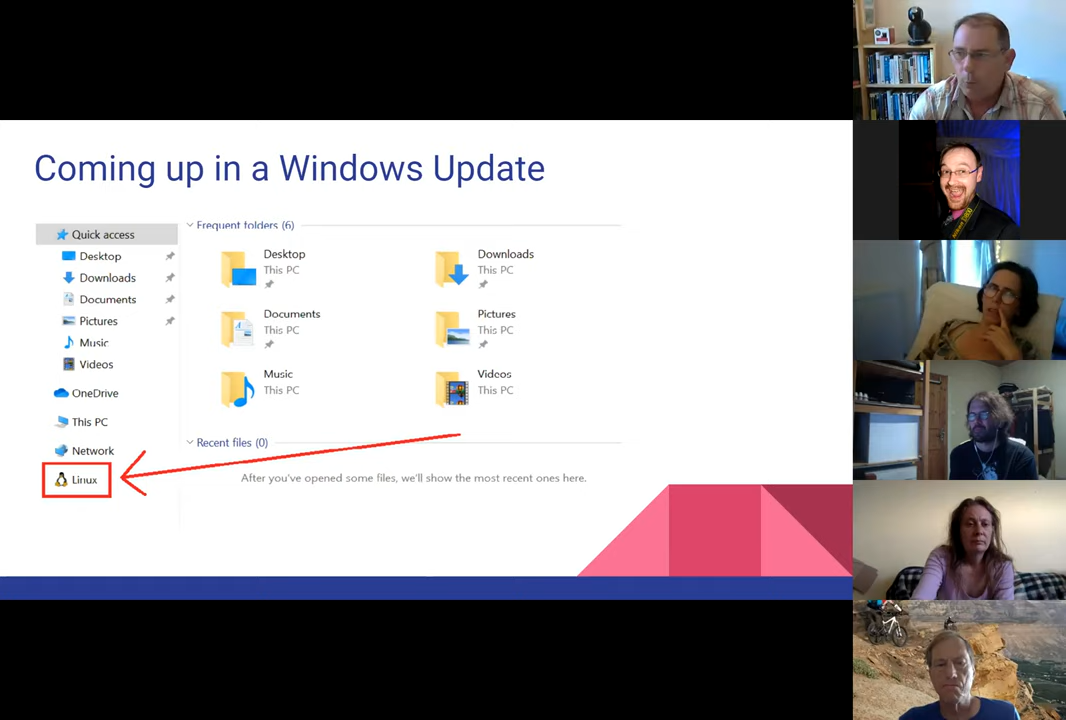 Coming up in a Windows Update
Quick access
Desktop
Downloads
Documents
Pictures
Music
Videos
OneDrive
This PC
Network
Linux
Frequent folders (6)
Desktop
This PC
Downloads
This PC
Documents
This PC
Pictures
This PC
Music
This PC
Videos
This PC
Recent files (0)
After you've opened some files, we'll show the most recent ones here.